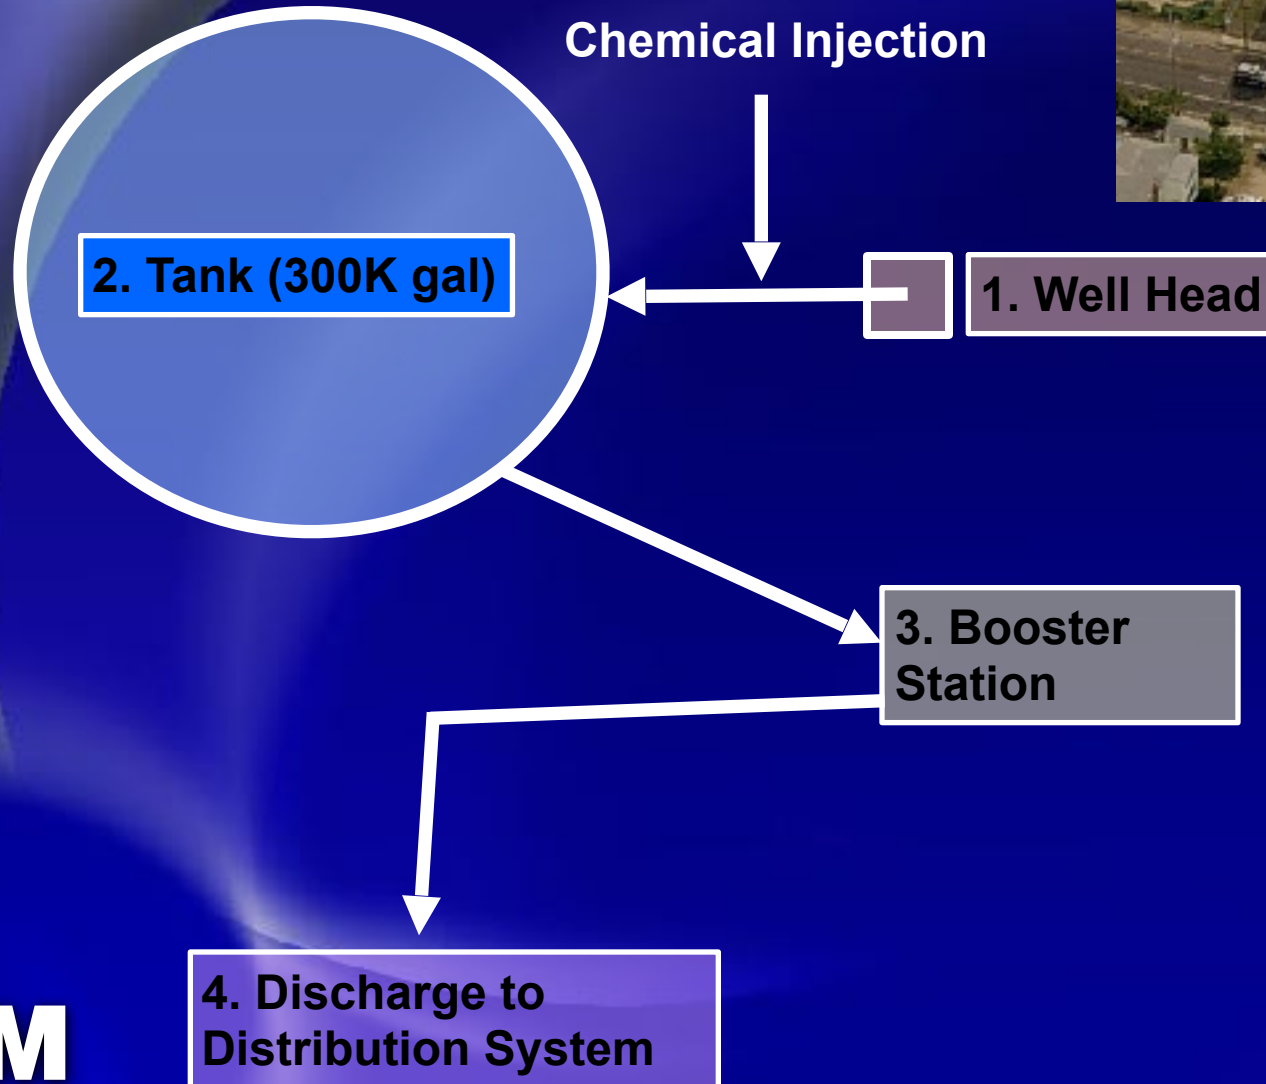 Chemical Injection
2. Tank (300K gal)
1. Well Head
3. Booster
Station
4. Discharge to
Distribution System
M